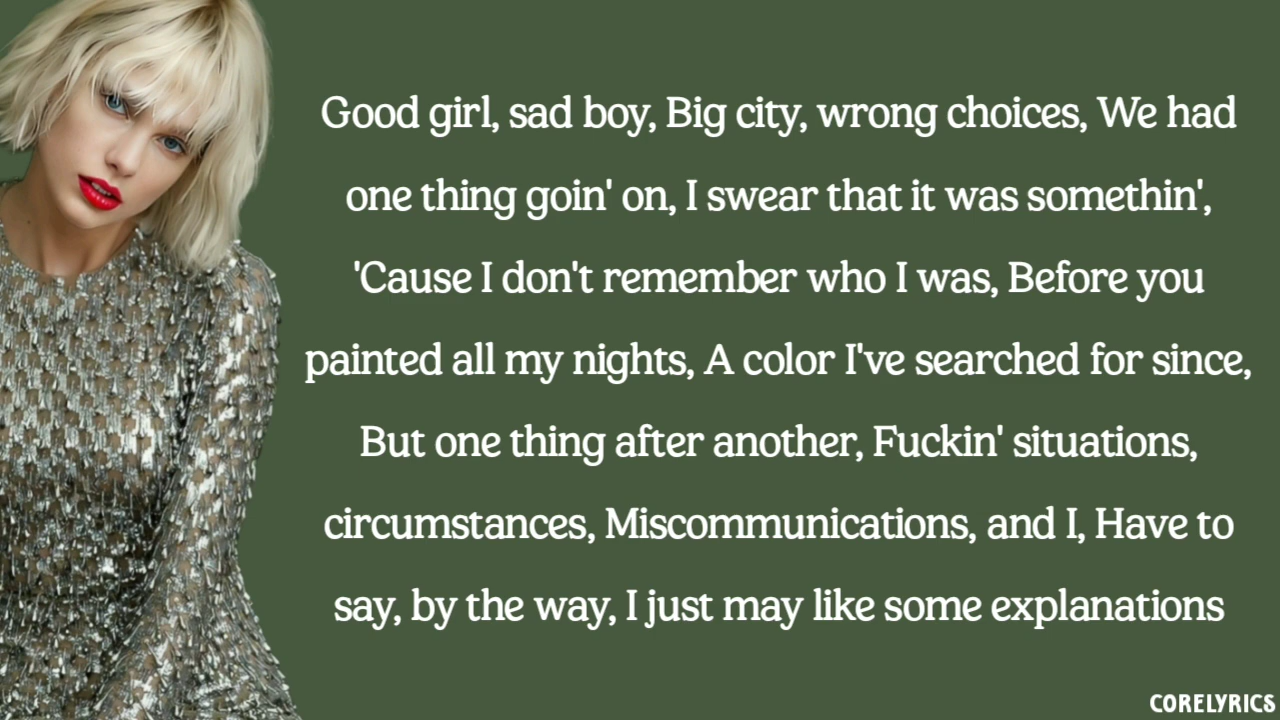 Good girl, sad boy, Big city, wrong choices, We had
one thing goin' on, I swear that it was somethin',
'Cause I don't remember who I was, Before you
painted all my nights, A color I've searched for since,
But one thing after another, Fuckin' situations,
circumstances, Miscommunications, and I, Have to
say, by the way, I just may like some explanations
CORELYRICS